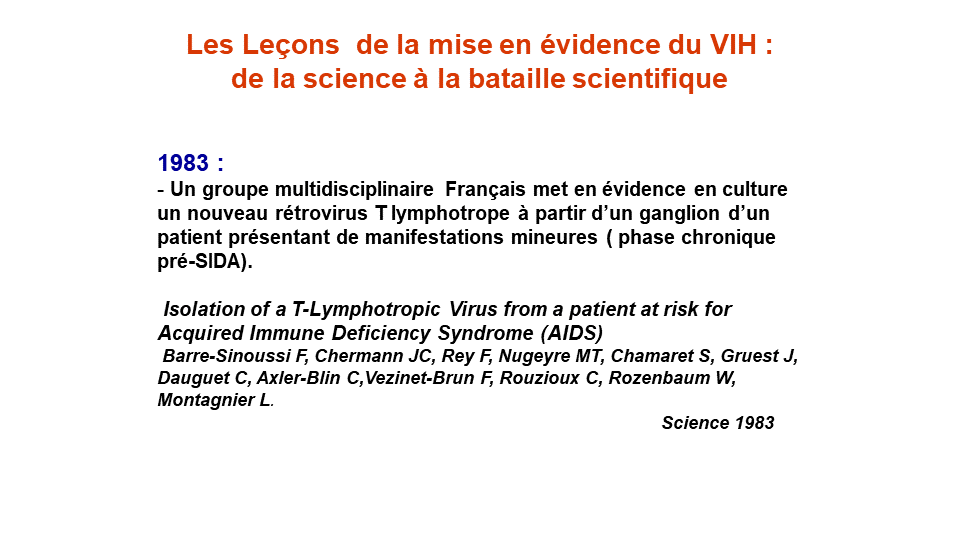 Les Leçons  de la mise en évidence du VIH :
de la science à la bataille scientifique
1983 :
- Un groupe multidisciplinaire  Français met en évidence en culture
un nouveau rétrovirus T lymphotrope à partir d’un ganglion d’un
patient présentant de manifestations mineures ( phase chronique
pré-SIDA).
Isolation of a T-Lymphotropic Virus from a patient at risk for
Acquired Immune Deficiency Syndrome (AIDS)
Barre-Sinoussi F, Chermann JC, Rey F, Nugeyre MT, Chamaret S, Gruest J,
Dauguet C, Axler-Blin C,Vezinet-Brun F, Rouzioux C, Rozenbaum W,
Montagnier L.
Science 1983